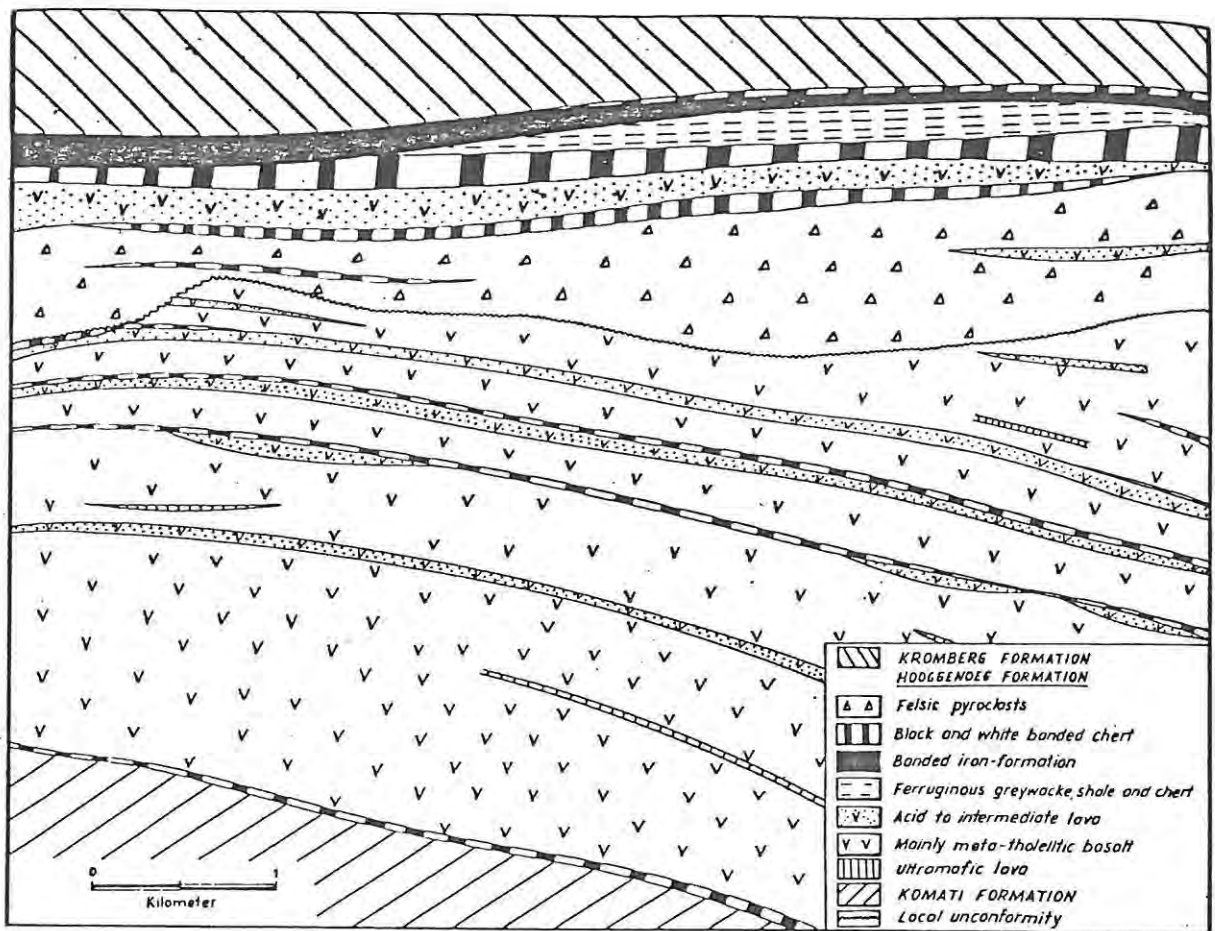 KROMBERG FORMATION
HOOGGENOEG FORMATION
Felsic pyroclasts
Black and white banded chert
Banded iron-formation
Ferruginous greywacke, shale and chert
Acid to intermediate lava
Mainly meta-tholeiitic basalt
Ultramafic lava
KOMATI FORMATION
Local unconformity
0 1
Kilometer